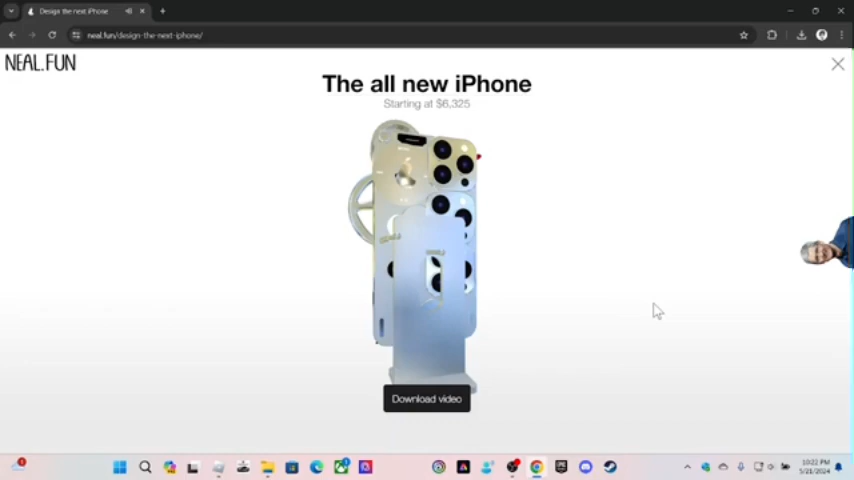 Design the next iPhone
neal.fun/design-the-next-iphone/
NEAL.FUN
The all new iPhone
Starting at $6,325
Download video
10:22 PM
5/21/2024